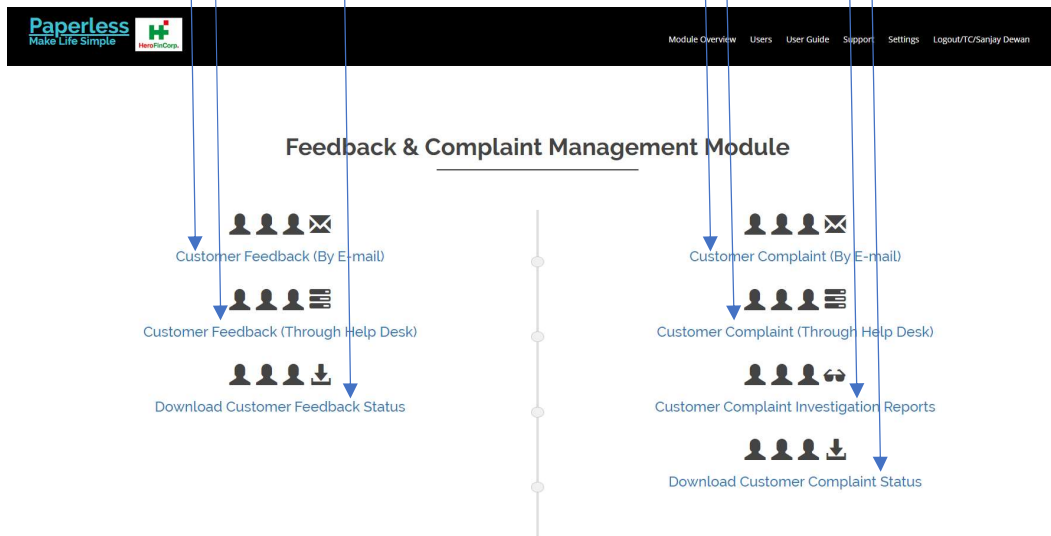 Paperless
Make Life Simple
HeroFinCorp.
Module Overview Users User Guide Support Settings Logout/TC/Sanjay Dewan
Feedback & Complaint Management Module
Customer Feedback (By E-mail)
Customer Feedback (Through Help Desk)
Download Customer Feedback Status
Customer Complaint (By E-mail)
Customer Complaint (Through Help Desk)
Customer Complaint Investigation Reports
Download Customer Complaint Status